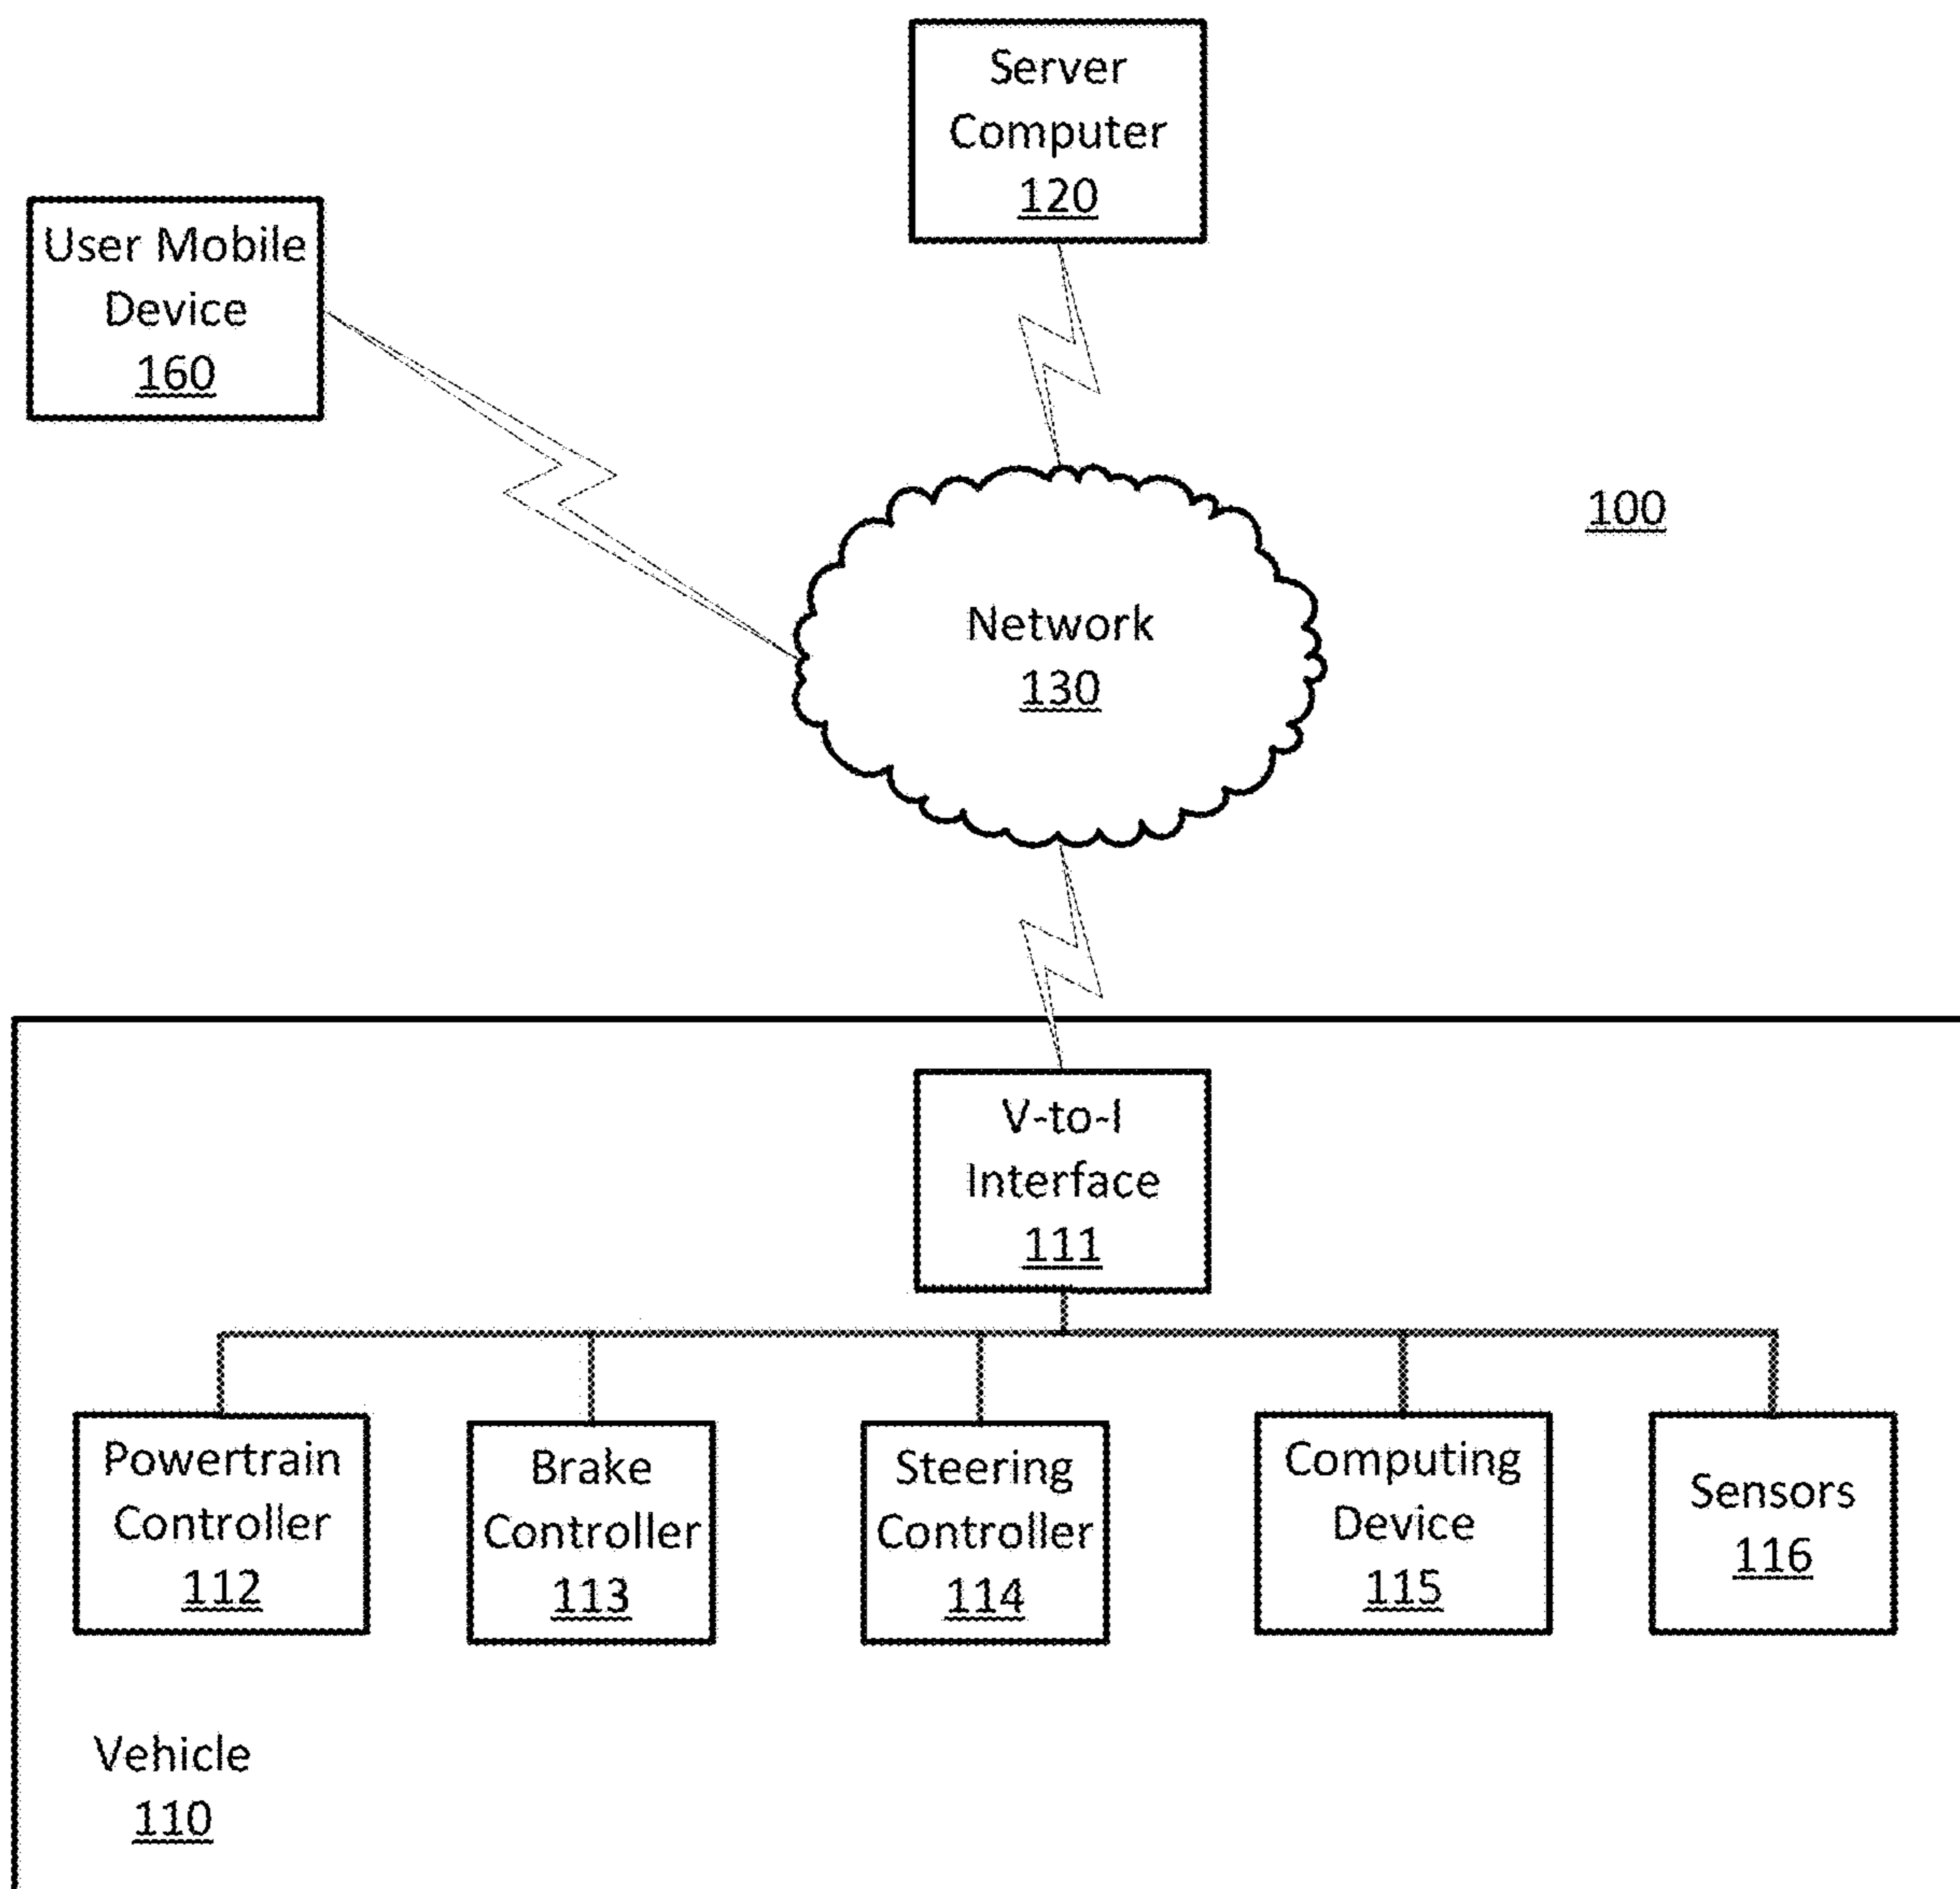 Server
Computer
120
User Mobile
Device
160
100
Network
130
V-to-I
Interface
111
Powertrain
Controller
112
Brake
Controller
113
Steering
Controller
114
Computing
Device
115
Sensors
116
Vehicle
110